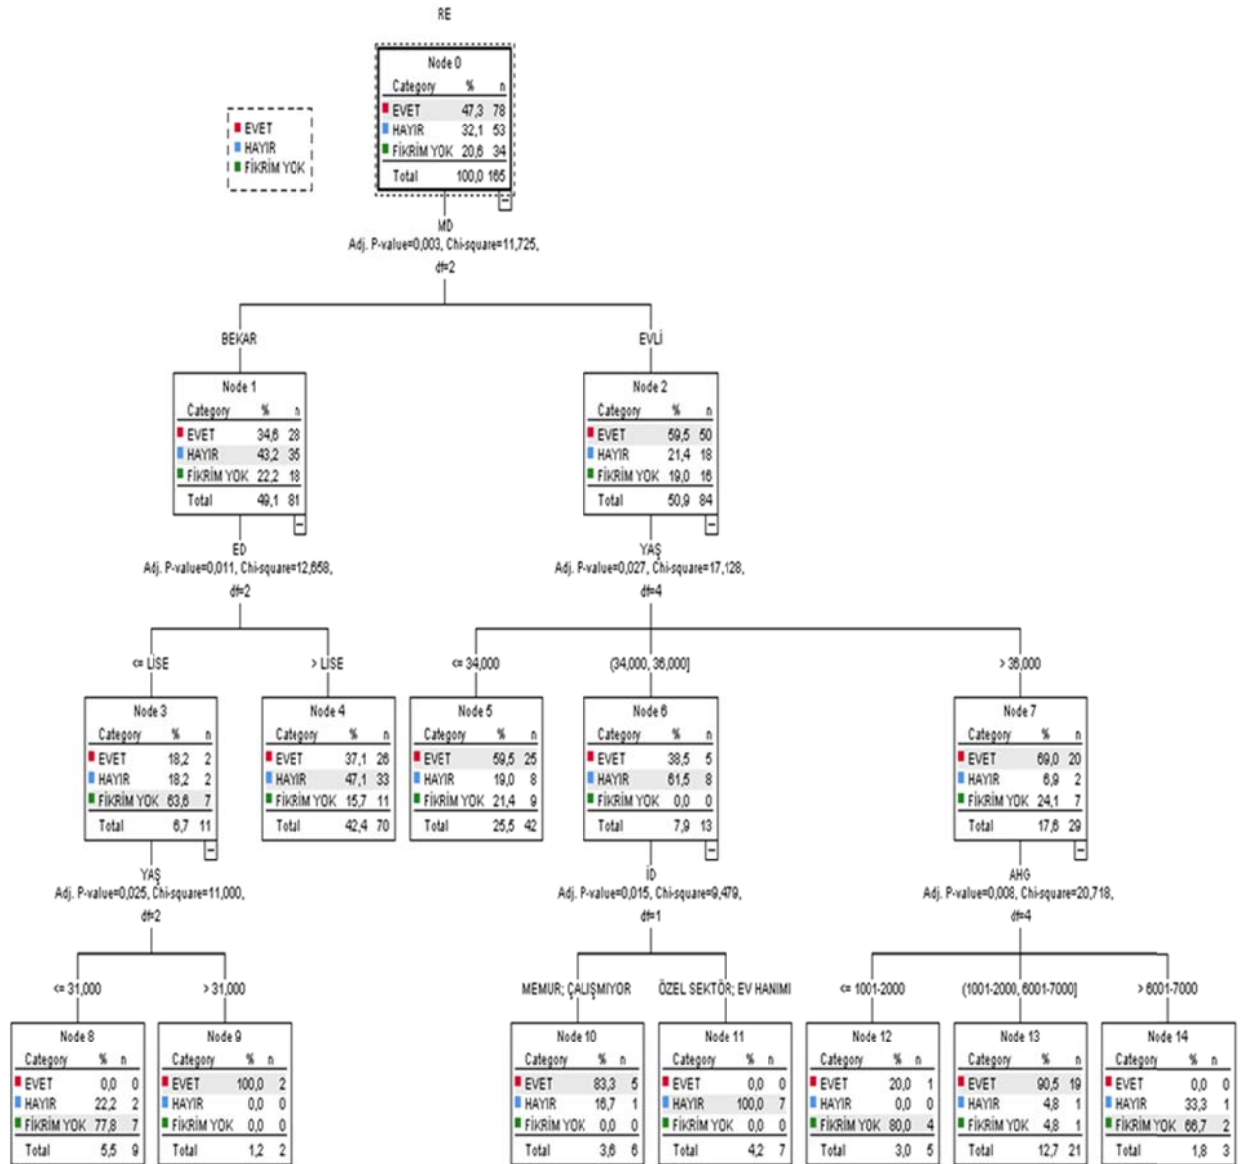 RE
Node 0
Category % n
EVET 47,3 78
HAYIR 32,1 53
FİKRİM YOK 20,6 34
Total 100,0 165
EVET
HAYIR
FİKRİM YOK
MD
Adj. P-value=0,003, Chi-square=11,725,
df=2
BEKAR
EVLİ
Node 1
Category % n
EVET 34,6 28
HAYIR 43,2 35
FİKRİM YOK 22,2 18
Total 49,1 81
Node 2
Category % n
EVET 59,5 50
HAYIR 21,4 18
FİKRİM YOK 19,0 16
Total 50,9 84
ED
Adj. P-value=0,011, Chi-square=12,658,
df=2
YAŞ
Adj. P-value=0,027, Chi-square=17,128,
df=4
<= LİSE
> LİSE
<= 34,000
(34,000, 36,000]
> 36,000
Node 3
Category % n
EVET 18,2 2
HAYIR 18,2 2
FİKRİM YOK 63,6 7
Total 6,7 11
Node 4
Category % n
EVET 37,1 26
HAYIR 47,1 33
FİKRİM YOK 15,7 11
Total 42,4 70
Node 5
Category % n
EVET 59,5 25
HAYIR 19,0 8
FİKRİM YOK 21,4 9
Total 25,5 42
Node 6
Category % n
EVET 38,5 5
HAYIR 61,5 8
FİKRİM YOK 0,0 0
Total 7,9 13
Node 7
Category % n
EVET 69,0 20
HAYIR 6,9 2
FİKRİM YOK 24,1 7
Total 17,6 29
YAŞ
Adj. P-value=0,025, Chi-square=11,000,
df=2
İD
Adj. P-value=0,015, Chi-square=9,479,
df=1
AHG
Adj. P-value=0,008, Chi-square=20,718,
df=4
<= 31,000
> 31,000
MEMUR; ÇALIŞMIYOR
ÖZEL SEKTÖR; EV HANIMI
<= 1001-2000
(1001-2000, 6001-7000]
> 6001-7000
Node 8
Category % n
EVET 0,0 0
HAYIR 22,2 2
FİKRİM YOK 77,8 7
Total 5,5 9
Node 9
Category % n
EVET 100,0 2
HAYIR 0,0 0
FİKRİM YOK 0,0 0
Total 1,2 2
Node 10
Category % n
EVET 83,3 5
HAYIR 16,7 1
FİKRİM YOK 0,0 0
Total 3,6 6
Node 11
Category % n
EVET 0,0 0
HAYIR 100,0 7
FİKRİM YOK 0,0 0
Total 4,2 7
Node 12
Category % n
EVET 20,0 1
HAYIR 0,0 0
FİKRİM YOK 80,0 4
Total 3,0 5
Node 13
Category % n
EVET 90,5 19
HAYIR 4,8 1
FİKRİM YOK 4,8 1
Total 12,7 21
Node 14
Category % n
EVET 0,0 0
HAYIR 33,3 1
FİKRİM YOK 66,7 2
Total 1,8 3